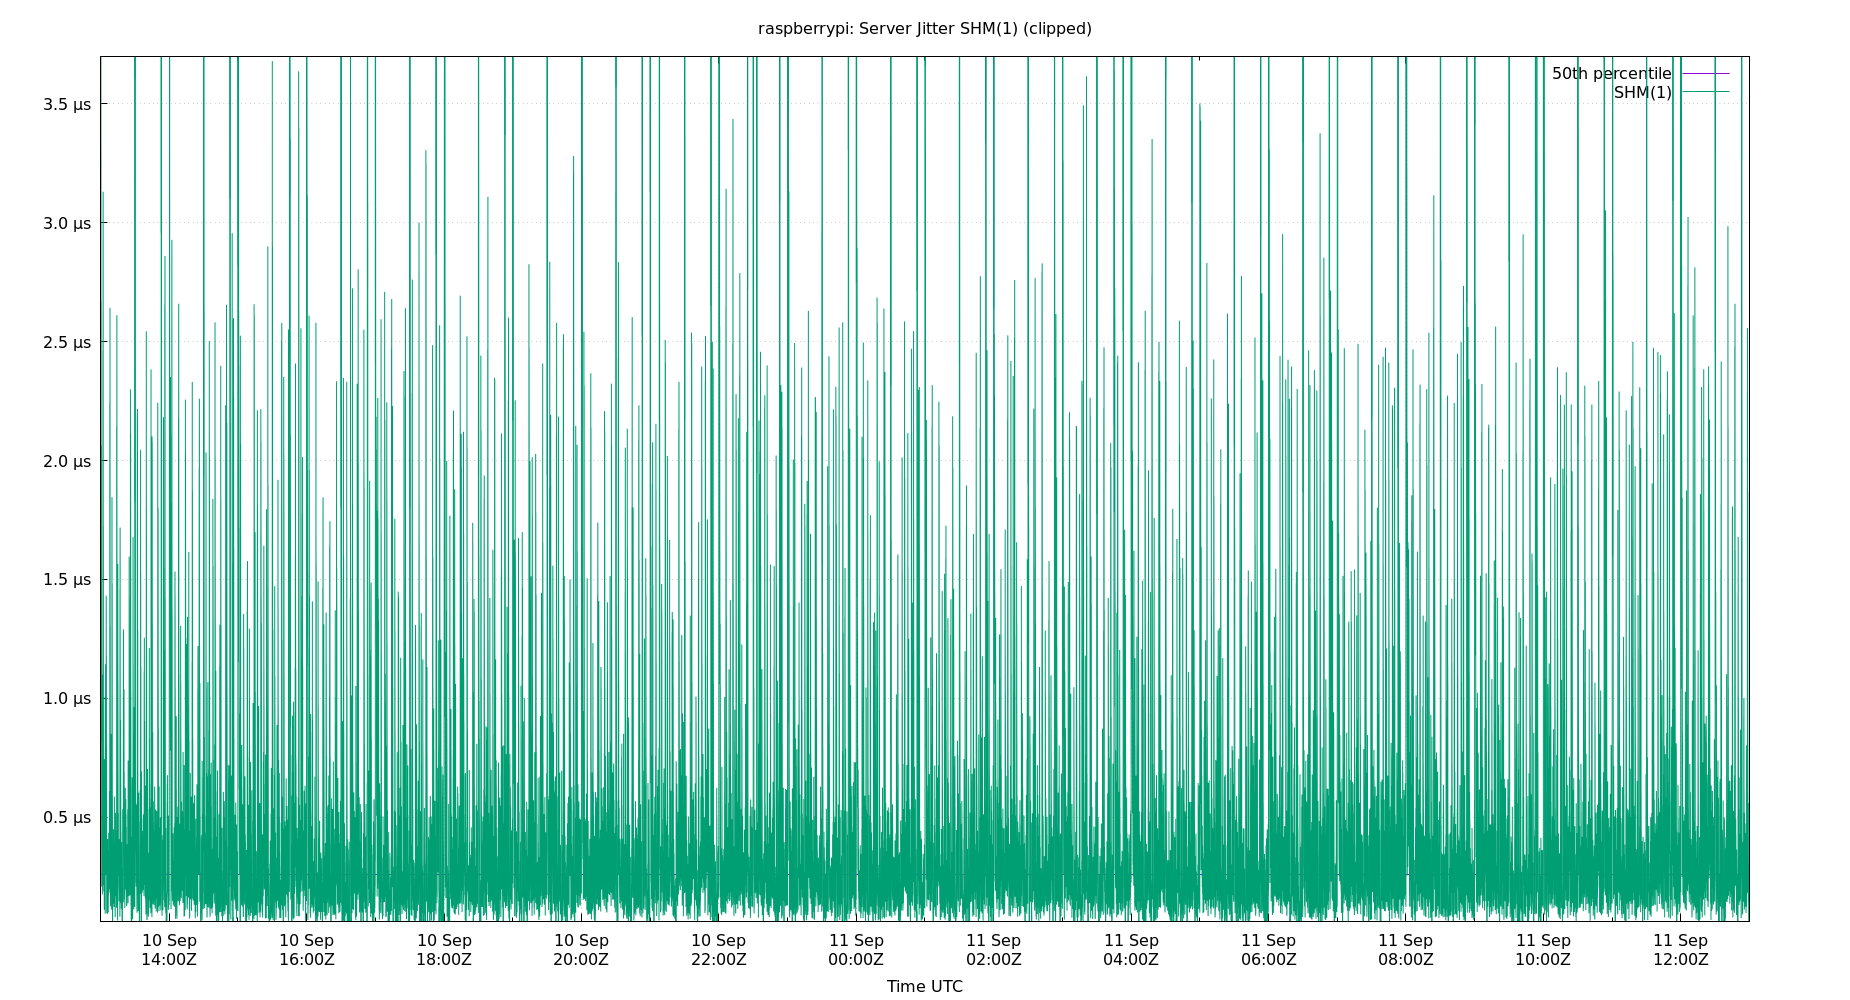 raspberrypi: Server Jitter SHM(1) (clipped)
50th percentile
SHM(1)
3.5 µs
3.0 µs
2.5 µs
2.0 µs
1.5 µs
1.0 µs
0.5 µs
10 Sep 10 Sep 10 Sep 10 Sep 10 Sep 11 Sep 11 Sep 11 Sep 11 Sep 11 Sep 11 Sep 11 Sep
14:00Z 16:00Z 18:00Z 20:00Z 22:00Z 00:00Z 02:00Z 04:00Z 06:00Z 08:00Z 10:00Z 12:00Z
Time UTC